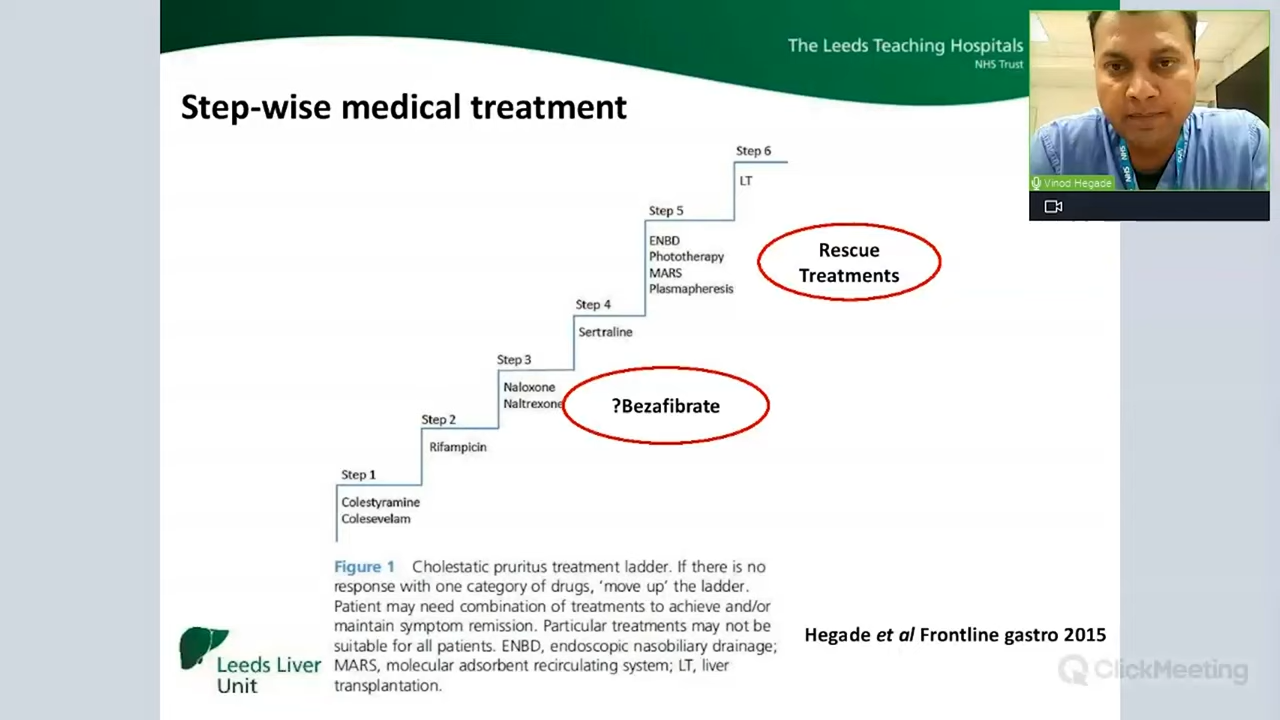 The Leeds Teaching Hospitals
NHS Trust
Step-wise medical treatment
Step 6
LT
Step 5
ENBD
Phototherapy
MARS
Plasmapheresis
Rescue
Treatments
Step 4
Sertraline
Step 3
Naloxone
Naltrexone
?Bezafibrate
Step 2
Rifampicin
Step 1
Colestyramine
Colesevelam
Figure 1 Cholestatic pruritus treatment ladder. If there is no
response with one category of drugs, ‘move up’ the ladder.
Patient may need combination of treatments to achieve and/or
maintain symptom remission. Particular treatments may not be
suitable for all patients. ENBD, endoscopic nasobiliary drainage;
MARS, molecular adsorbent recirculating system; LT, liver
transplantation.
Hegade et al Frontline gastro 2015
Leeds Liver
Unit
Vinod Hegade
NHS
NHS
ClickMeeting